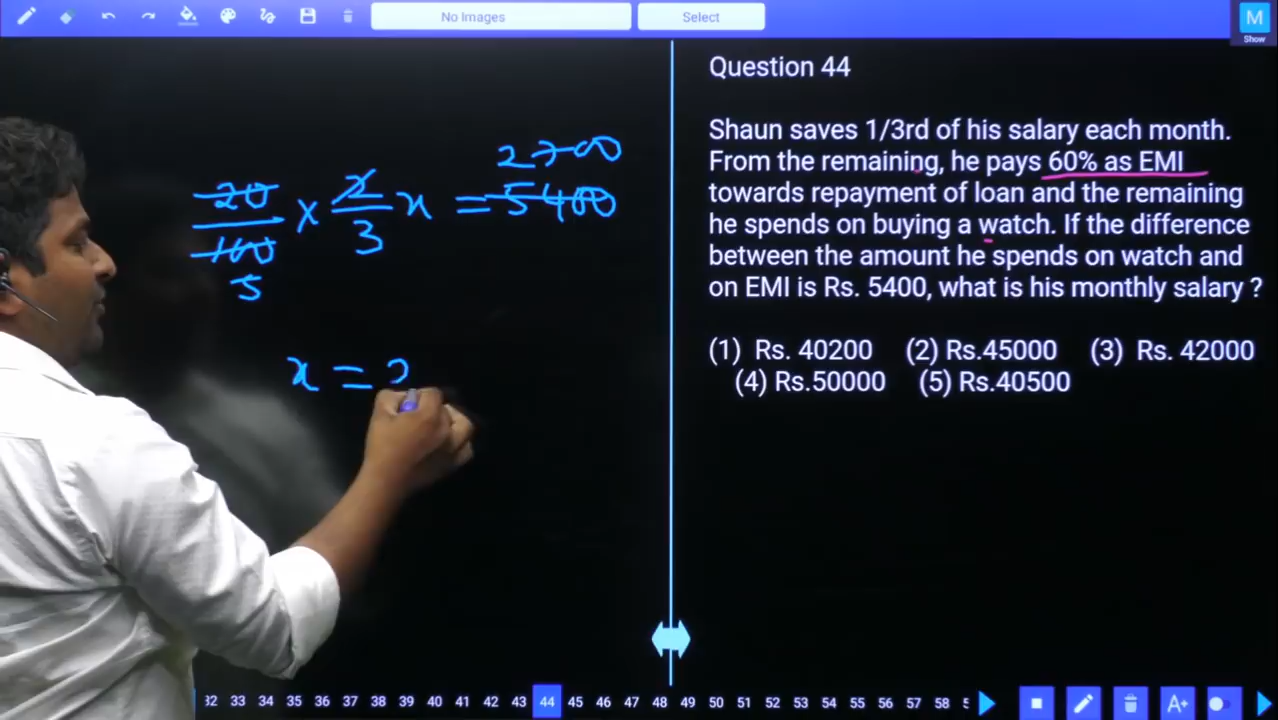 No Images
Select
M
Show
Question 44
Shaun saves 1/3rd of his salary each month.
From the remaining, he pays 60% as EMI
towards repayment of loan and the remaining
he spends on buying a watch. If the difference
between the amount he spends on watch and
on EMI is Rs. 5400, what is his monthly salary ?
(1) Rs. 40200 (2) Rs.45000 (3) Rs. 42000
(4) Rs.50000 (5) Rs.40500
2700
20/100 × 2/3 x = 5400
5
x = 2
32 33 34 35 36 37 38 39 40 41 42 43 44 45 46 47 48 49 50 51 52 53 54 55 56 57 58 5
A+